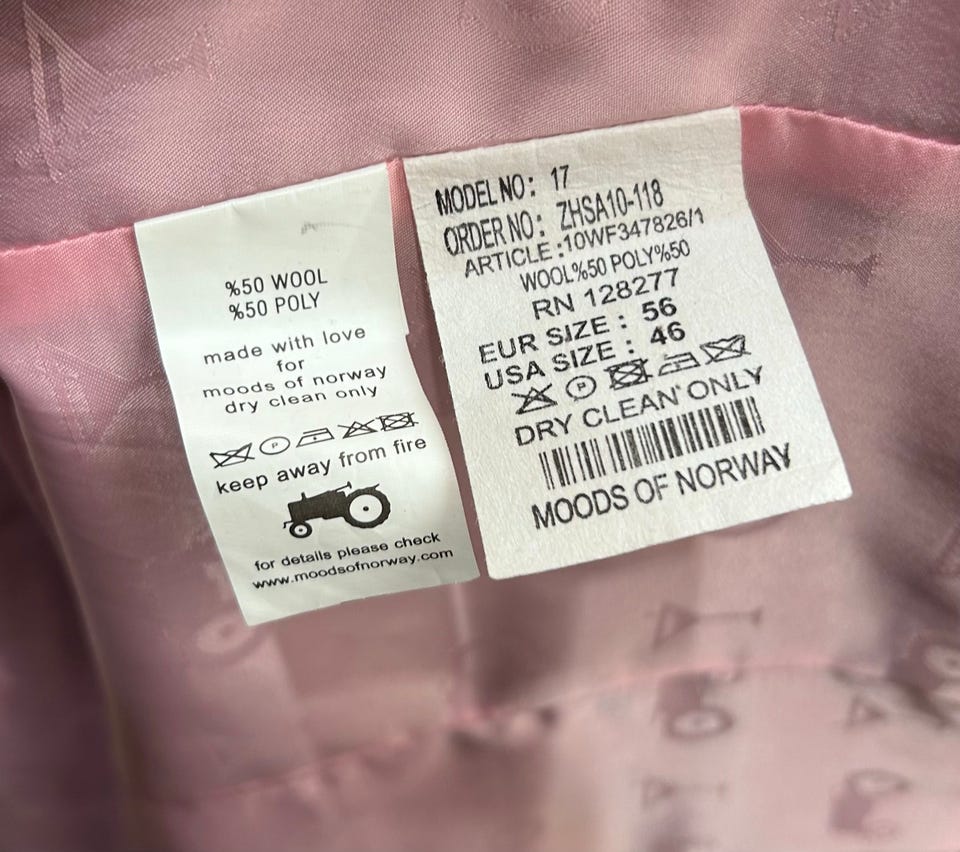 %50 WOOL
%50 POLY
made with love
for
moods of norway
dry clean only
P
keep away from fire
for details please check
www.moodsofnorway.com
MODEL NO: 17
ORDER NO: ZHSA10-118
ARTICLE :10WF347826/1
WOOL%50 POLY%50
RN 128277
EUR SIZE : 56
USA SIZE : 46
P
DRY CLEAN ONLY
MOODS OF NORWAY